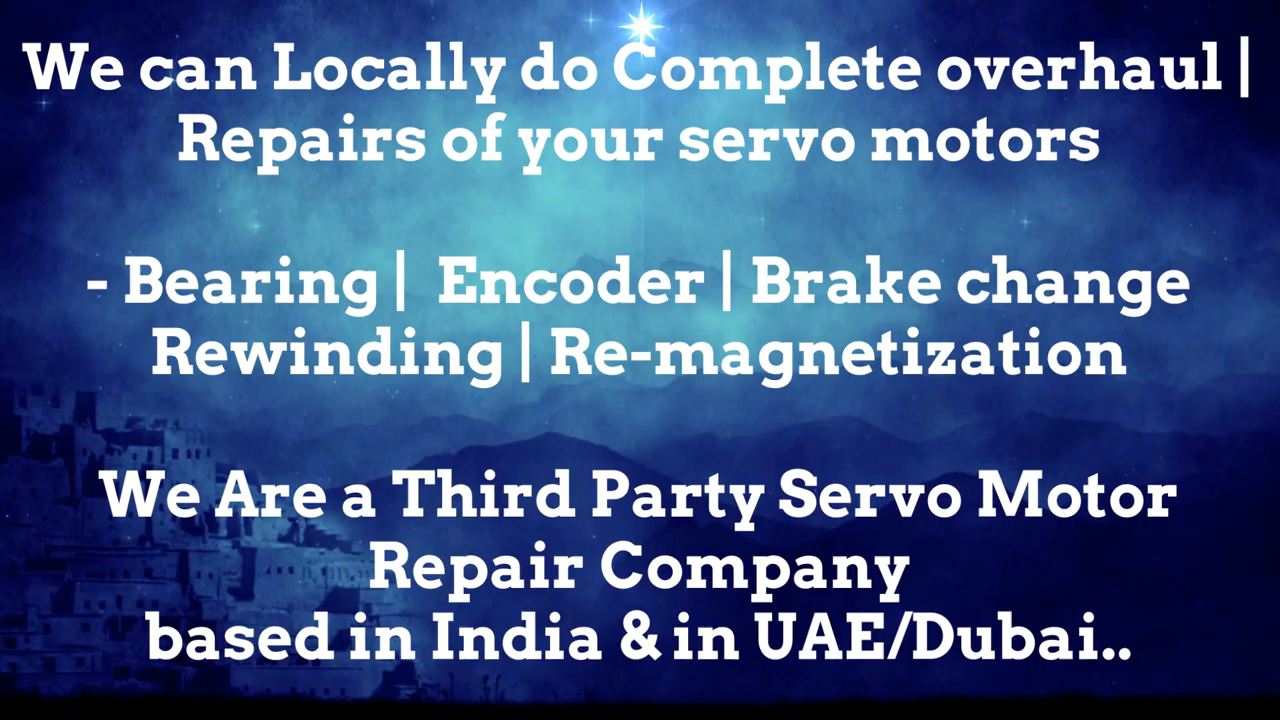 We can Locally do Complete overhaul |
Repairs of your servo motors
- Bearing | Encoder | Brake change
Rewinding | Re-magnetization
We Are a Third Party Servo Motor
Repair Company
based in India & in UAE/Dubai..